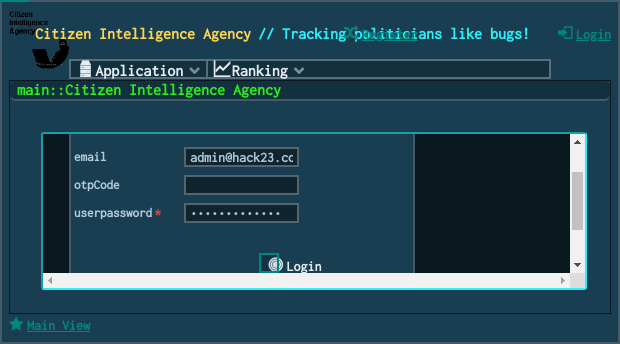 Citizen
Intelligence
Agency
Citizen Intelligence Agency // Tracking politicians like bugs!
Register
Login
Application
Ranking
main::Citizen Intelligence Agency
email
admin@hack23.cc
otpCode
userpassword*
•••••••••••••
Login
Main View